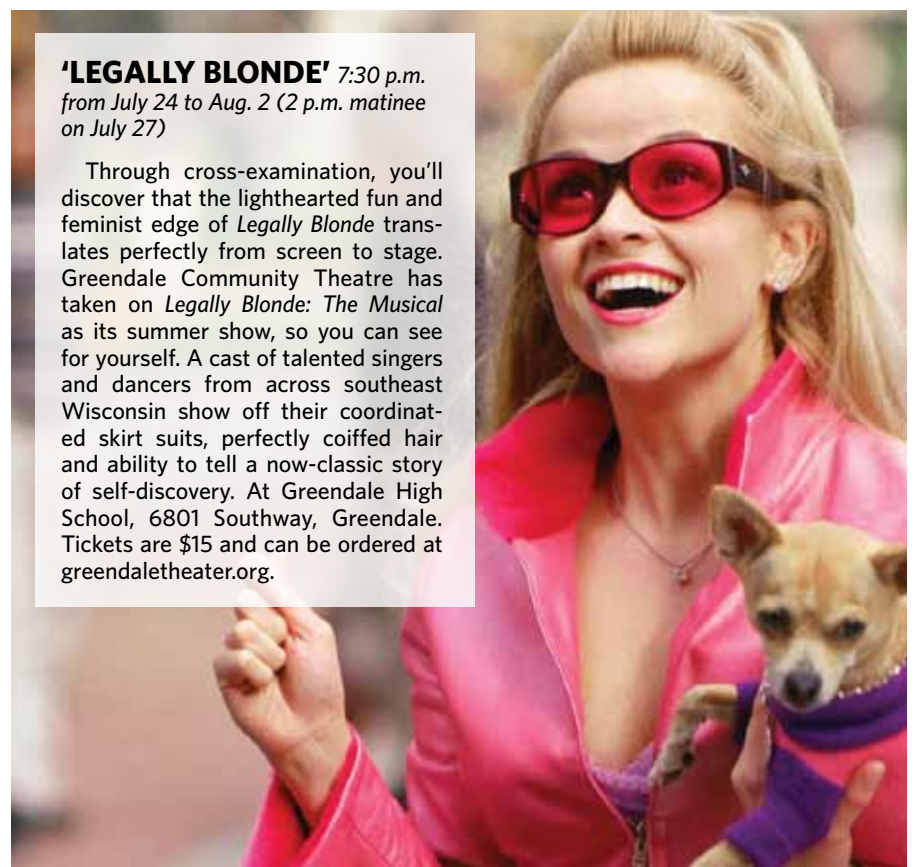 ‘LEGALLY BLONDE’ 7:30 p.m.
from July 24 to Aug. 2 (2 p.m. matinee
on July 27)
Through cross-examination, you’ll
discover that the lighthearted fun and
feminist edge of Legally Blonde trans-
lates perfectly from screen to stage.
Greendale Community Theatre has
taken on Legally Blonde: The Musical
as its summer show, so you can see
for yourself. A cast of talented singers
and dancers from across southeast
Wisconsin show off their coordinat-
ed skirt suits, perfectly coiffed hair
and ability to tell a now-classic story
of self-discovery. At Greendale High
School, 6801 Southway, Greendale.
Tickets are $15 and can be ordered at
greendaletheater.org.